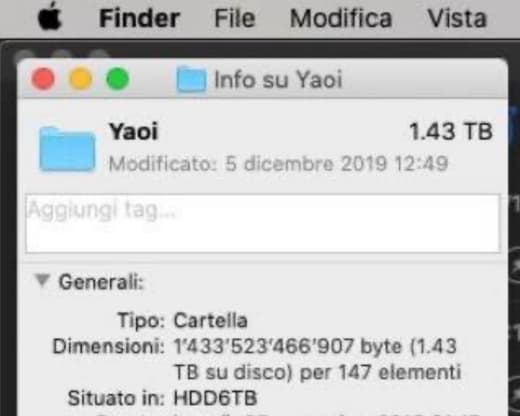 Finder File Modifica Vista
Info su Yaoi
Yaoi 1.43 TB
Modificato: 5 dicembre 2019 12:49
Aggiungi tag...
Generali:
Tipo: Cartella
Dimensioni: 1'433'523'466'907 byte (1.43
TB su disco) per 147 elementi
Situato in: HDD6TB